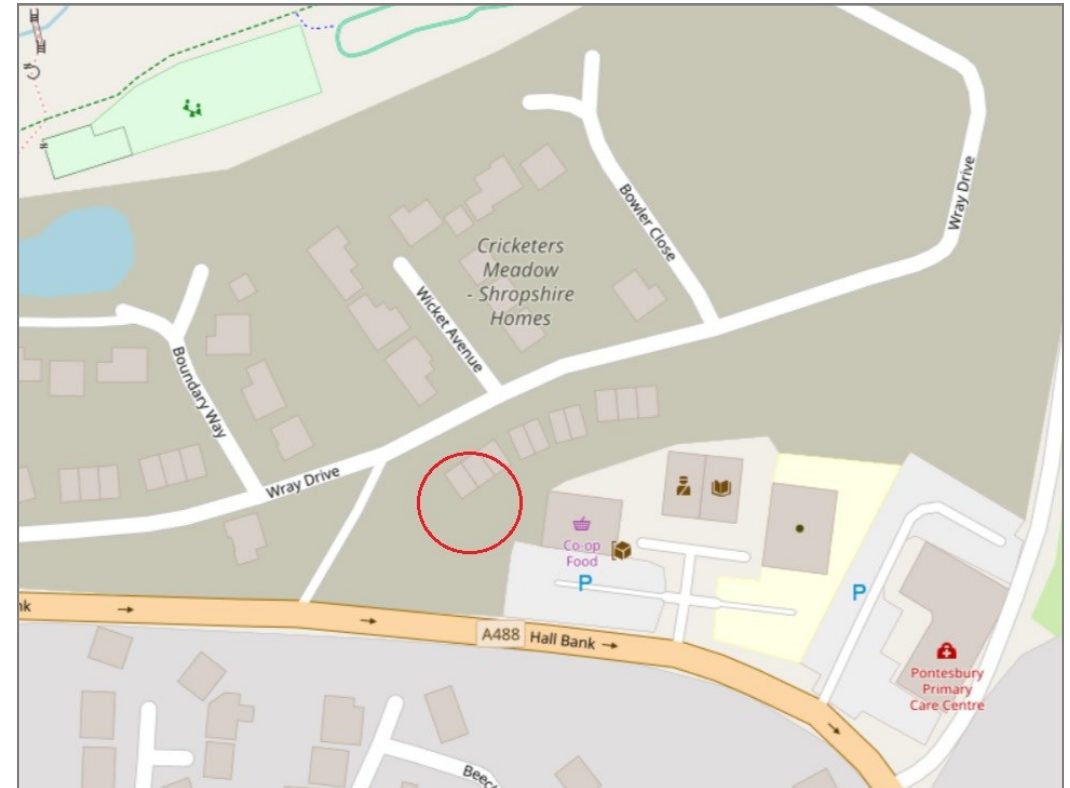 Wray Drive
Bowler Close
Cricketers
Meadow
- Shropshire
Homes
Wicket Avenue
Boundary Way
Wray Drive
Co-op
Food
P
P
A488
Hall Bank
Pontesbury
Primary
Care Centre